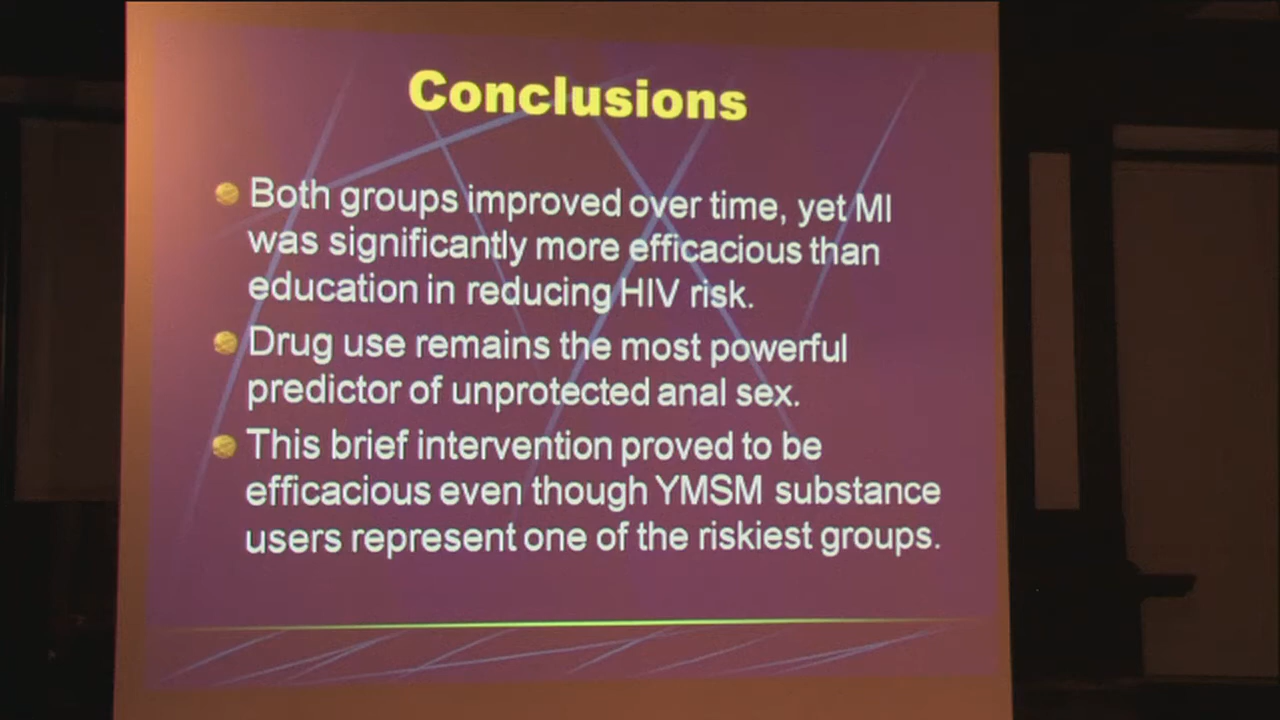 Conclusions
Both groups improved over time, yet MI
was significantly more efficacious than
education in reducing HIV risk.
Drug use remains the most powerful
predictor of unprotected anal sex.
This brief intervention proved to be
efficacious even though YMSM substance
users represent one of the riskiest groups.